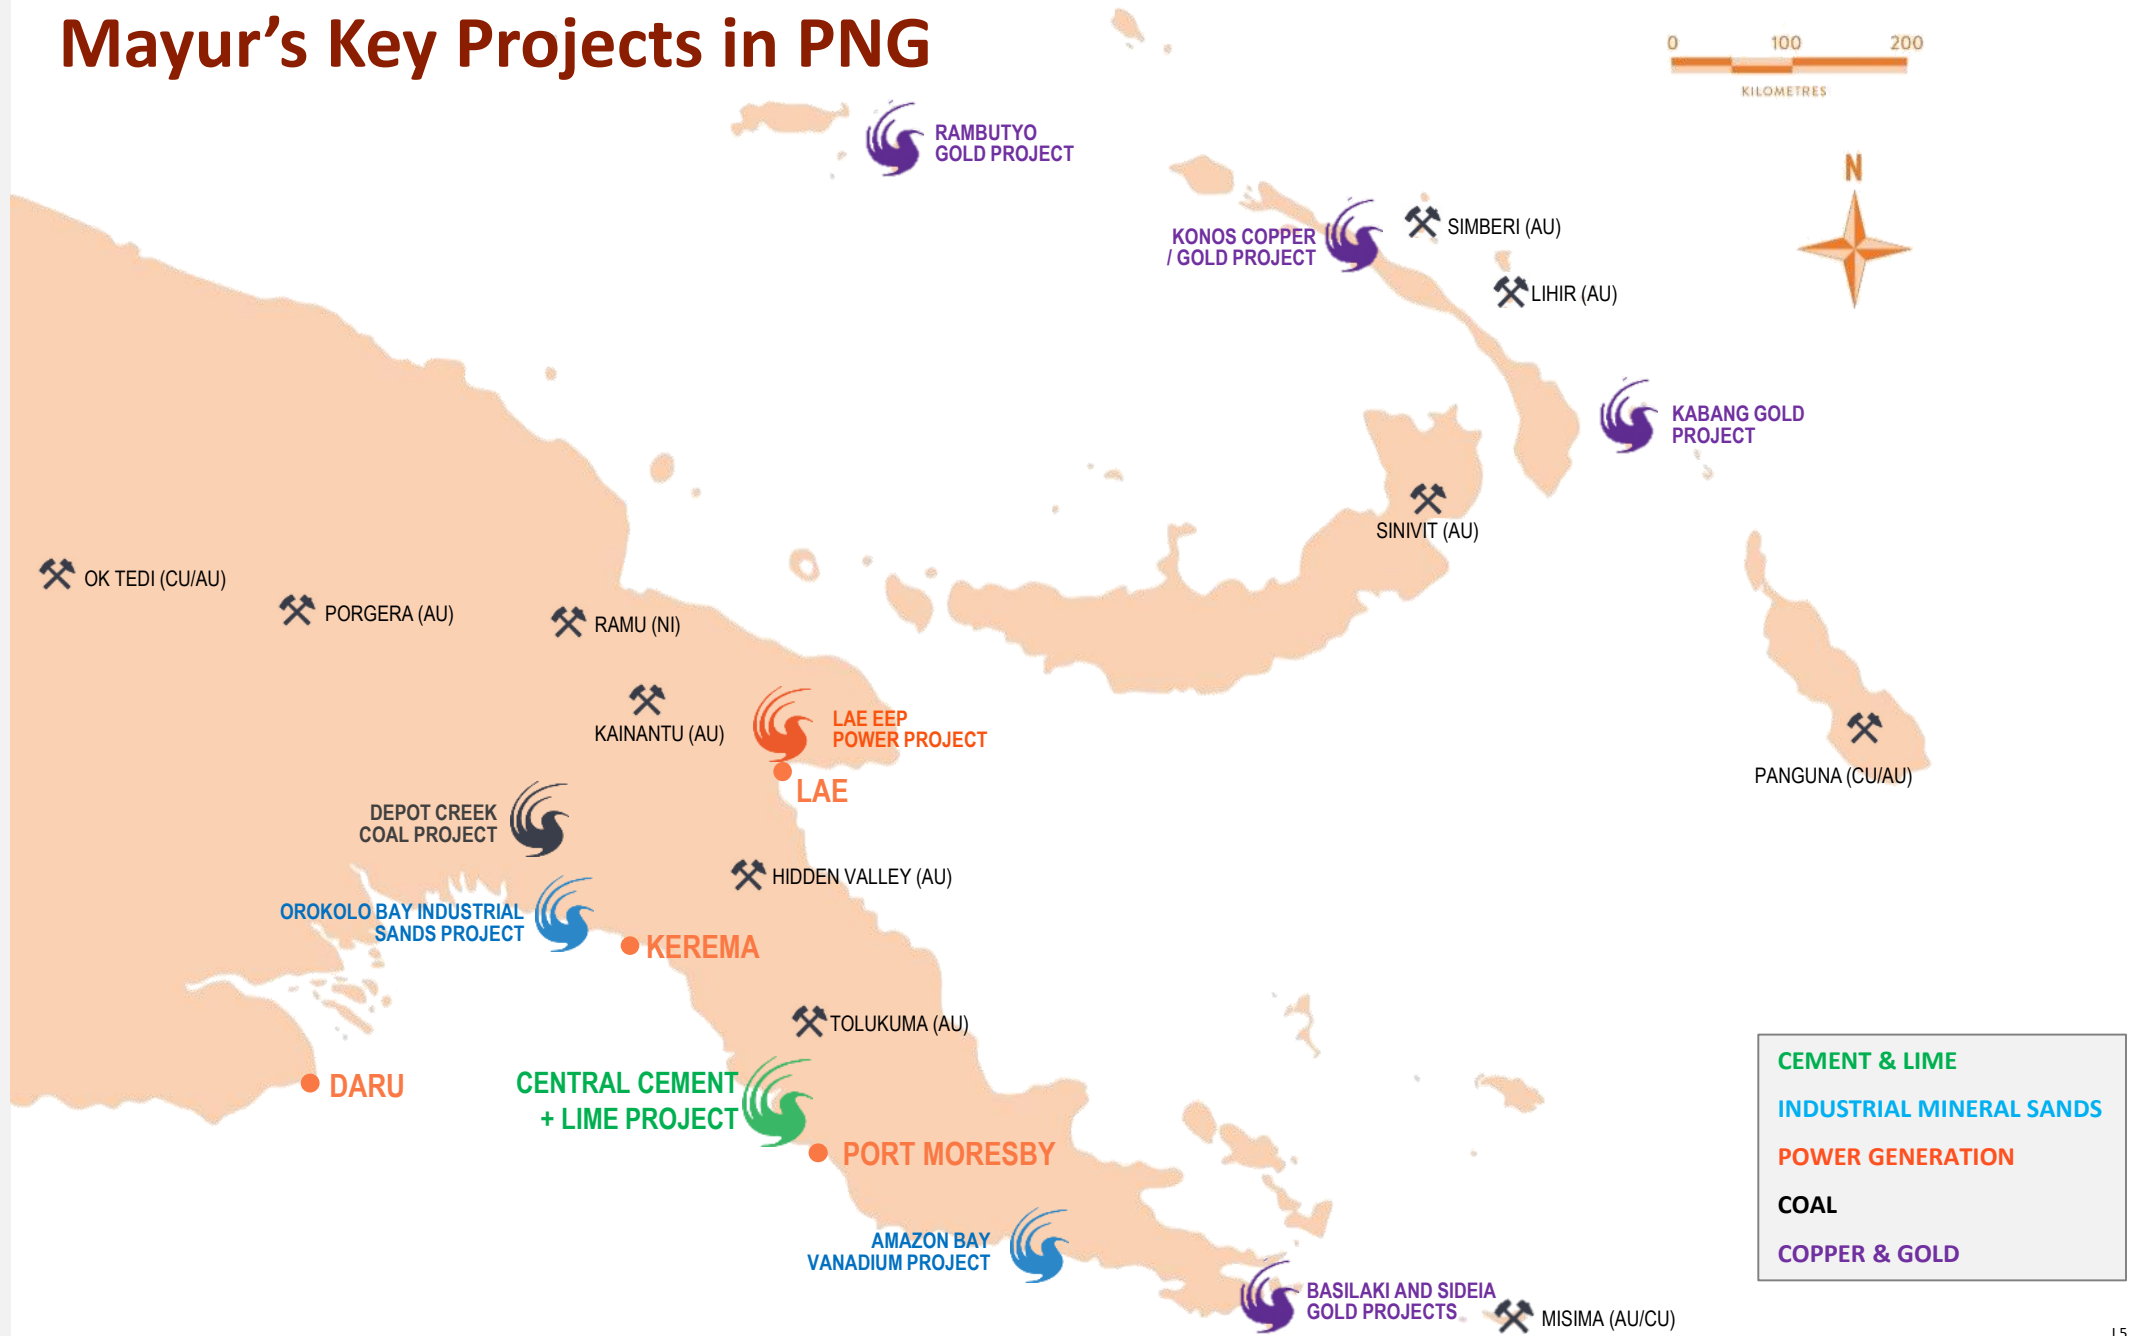 Mayur’s Key Projects in PNG
0 100 200
KILOMETRES
N
RAMBUTYO
GOLD PROJECT
KONOS COPPER
/ GOLD PROJECT
SIMBERI (AU)
LIHIR (AU)
KABANG GOLD
PROJECT
SINIVIT (AU)
OK TEDI (CU/AU)
PORGERA (AU)
RAMU (NI)
KAINANTU (AU)
LAE EEP
POWER PROJECT
LAE
PANGUNA (CU/AU)
DEPOT CREEK
COAL PROJECT
HIDDEN VALLEY (AU)
OROKOLO BAY INDUSTRIAL
SANDS PROJECT
KEREMA
TOLUKUMA (AU)
DARU
CENTRAL CEMENT
+ LIME PROJECT
PORT MORESBY
AMAZON BAY
VANADIUM PROJECT
BASILAKI AND SIDEIA
GOLD PROJECTS
MISIMA (AU/CU)
CEMENT & LIME
INDUSTRIAL MINERAL SANDS
POWER GENERATION
COAL
COPPER & GOLD